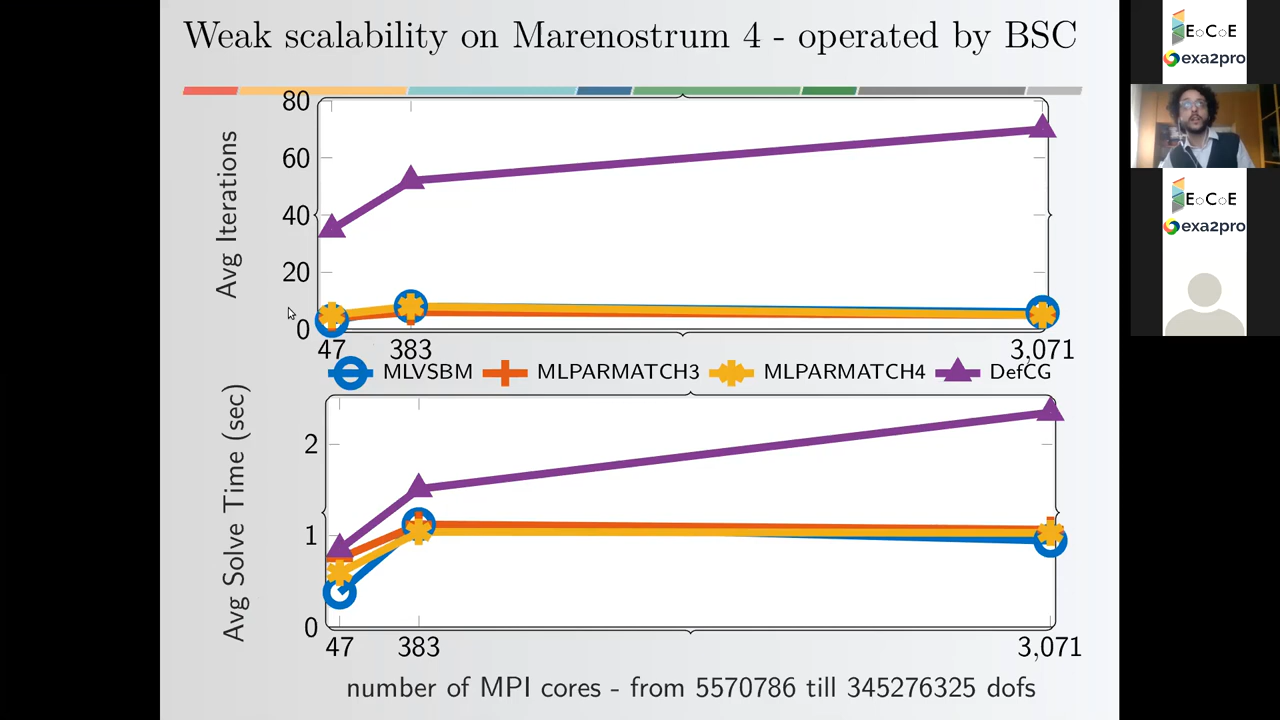 Weak scalability on Marenostrum 4 - operated by BSC
Avg Iterations
80
60
40
20
0
47 383 3,071
MLVSBM MLPARMATCH3 MLPARMATCH4 DefCG
Avg Solve Time (sec)
2
1
0
47 383 3,071
number of MPI cores - from 5570786 till 345276325 dofs
EoCoE
exa2pro
EoCoE
exa2pro